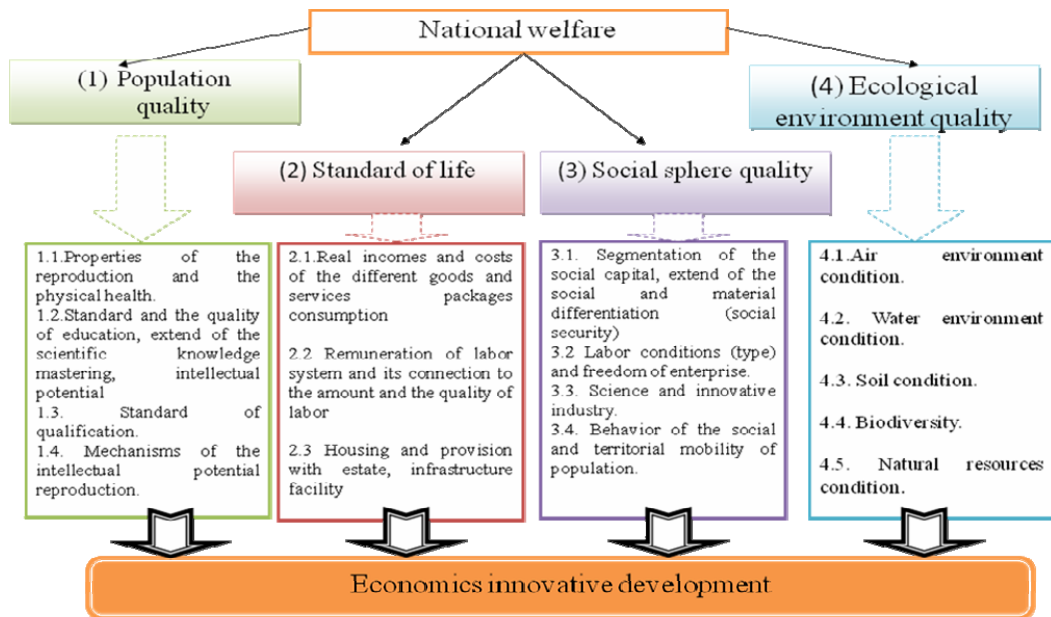 National welfare
(1) Population
quality
(4) Ecological
environment quality
(2) Standard of life
(3) Social sphere quality
1.1.Properties of the
reproduction and the
physical health.
1.2.Standard and the quality
of education, extend of the
scientific knowledge
mastering, intellectual
potential
1.3. Standard of
qualification.
1.4. Mechanisms of the
intellectual potential
reproduction.
2.1.Real incomes and costs
of the different goods and
services packages
consumption
2.2 Remuneration of labor
system and its connection to
the amount and the quality of
labor
2.3 Housing and provision
with estate, infrastructure
facility
3.1. Segmentation of the
social capital, extend of the
social and material
differentiation (social
security)
3.2 Labor conditions (type)
and freedom of enterprise.
3.3. Science and innovative
industry.
3.4. Behavior of the social
and territorial mobility of
population.
4.1.Air environment
condition.
4.2. Water environment
condition.
4.3. Soil condition.
4.4. Biodiversity.
4.5. Natural resources
condition.
Economics innovative development